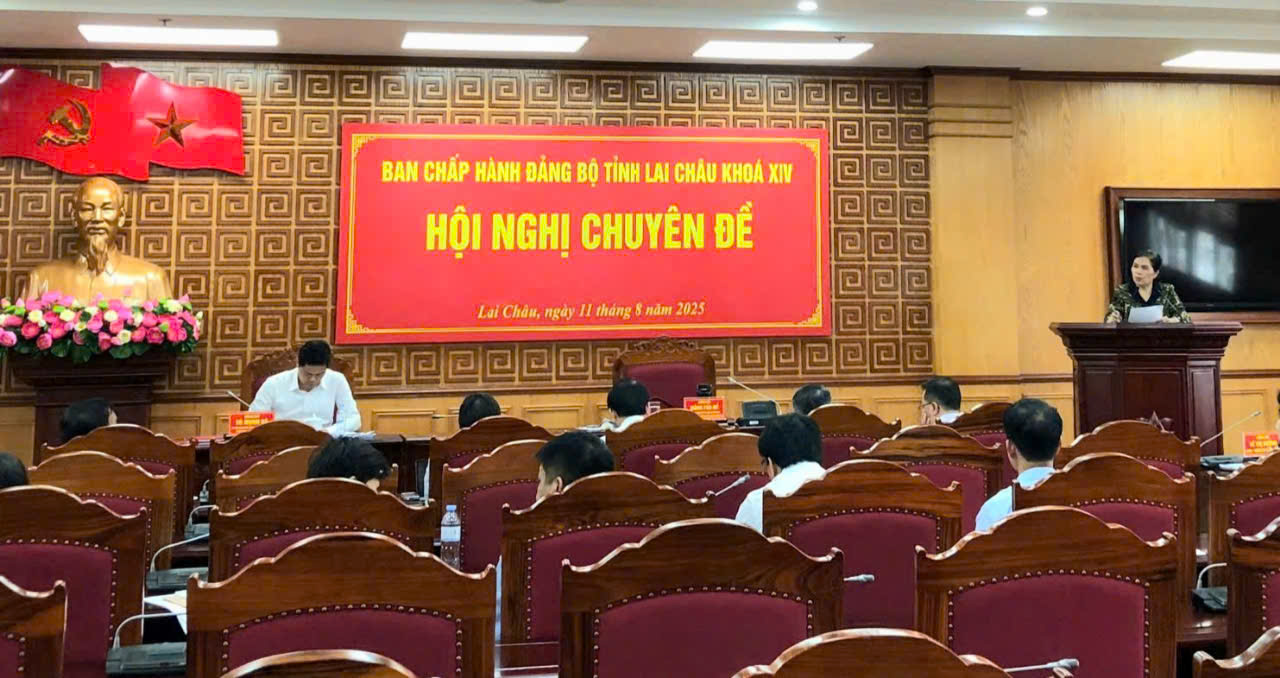 BAN CHẤP HÀNH ĐẢNG BỘ TỈNH LAI CHÂU KHOÁ XIV
HỘI NGHỊ CHUYÊN ĐỀ
Lai Châu, ngày 11 tháng 8 năm 2025